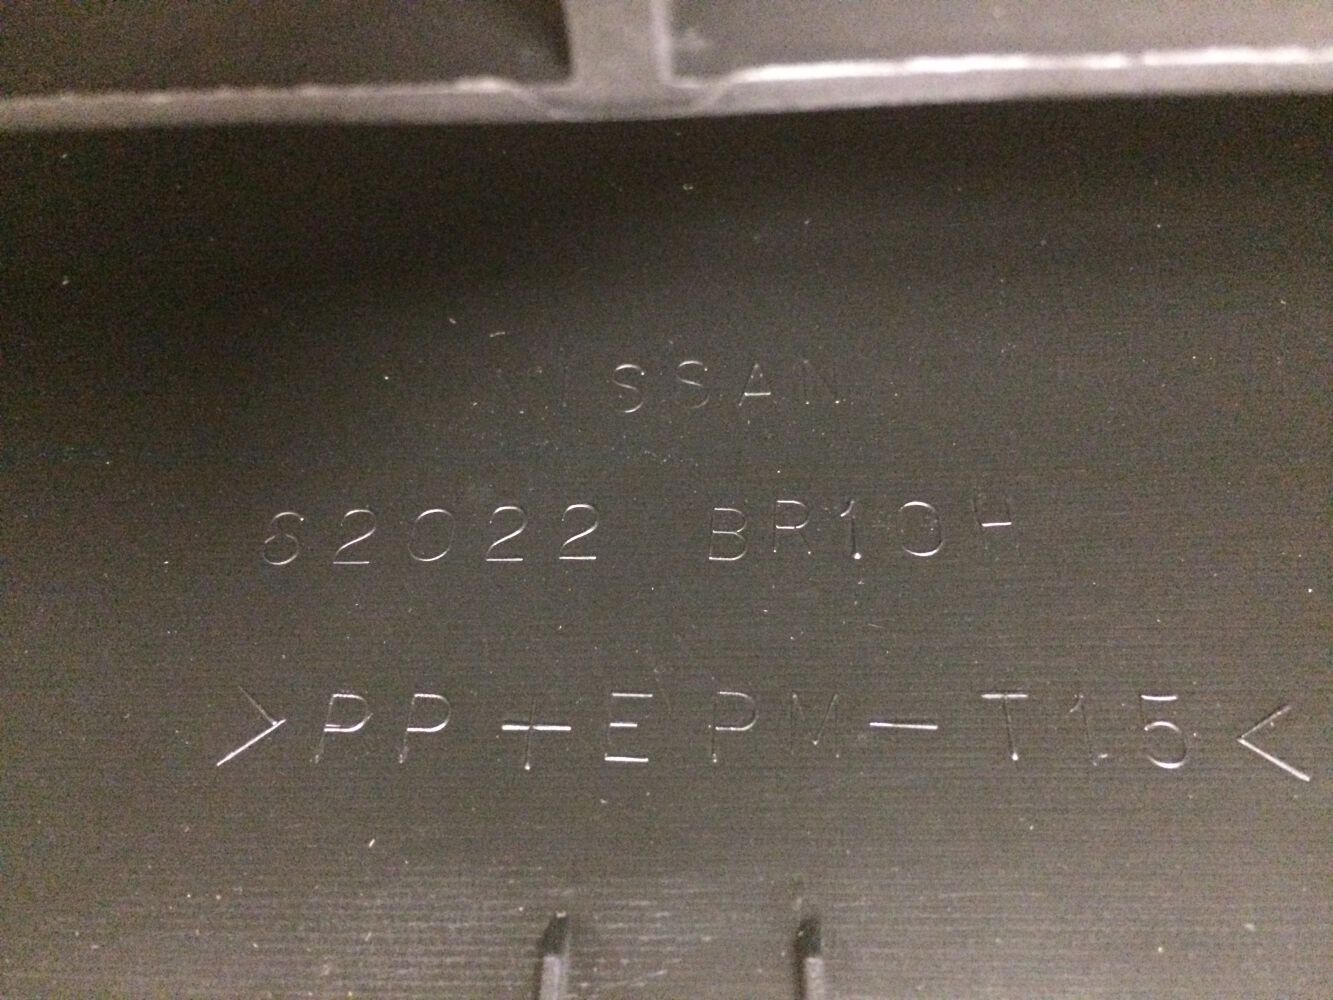 NISSAN
62022 BR10H
>PP+EPM-T15<